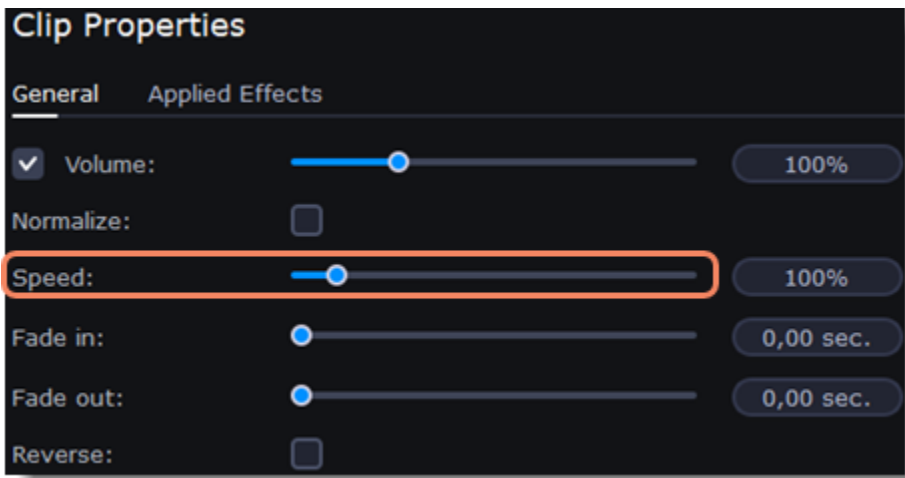 Clip Properties
General Applied Effects
Volume: 100%
Normalize:
Speed: 100%
Fade in: 0,00 sec.
Fade out: 0,00 sec.
Reverse: